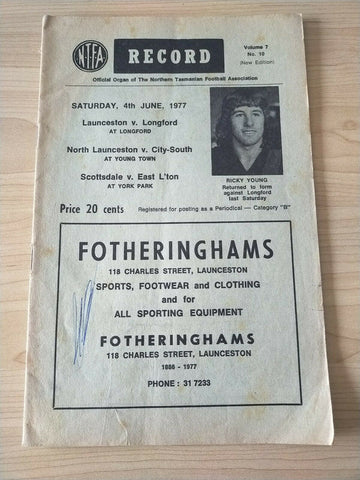 NTFA
RECORD
Volume 7
No. 10
(New Edition)
Official Organ of The Northern Tasmanian Football Association
SATURDAY, 4th JUNE, 1977
Launceston v. Longford
AT LONGFORD
North Launceston v. City-South
AT YOUNG TOWN
Scottsdale v. East L'ton
AT YORK PARK
RICKY YOUNG
Returned to form
against Longford
last Saturday
Price 20 cents
Registered for posting as a Periodical — Category "B"
FOTHERINGHAMS
118 CHARLES STREET, LAUNCESTON
SPORTS, FOOTWEAR and CLOTHING
and for
ALL SPORTING EQUIPMENT
FOTHERINGHAMS
118 CHARLES STREET, LAUNCESTON
1886 - 1977
PHONE: 31 7233